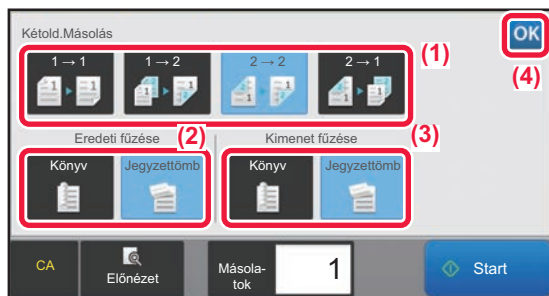 Kétold.Másolás
OK
(4)
1 → 1
1 → 2
2 → 2
2 → 1
(1)
Eredeti fűzése
(2)
Kimenet fűzése
(3)
Könyv
Jegyzettömb
Könyv
Jegyzettömb
CA
Előnézet
Másola-
tok
1
Start